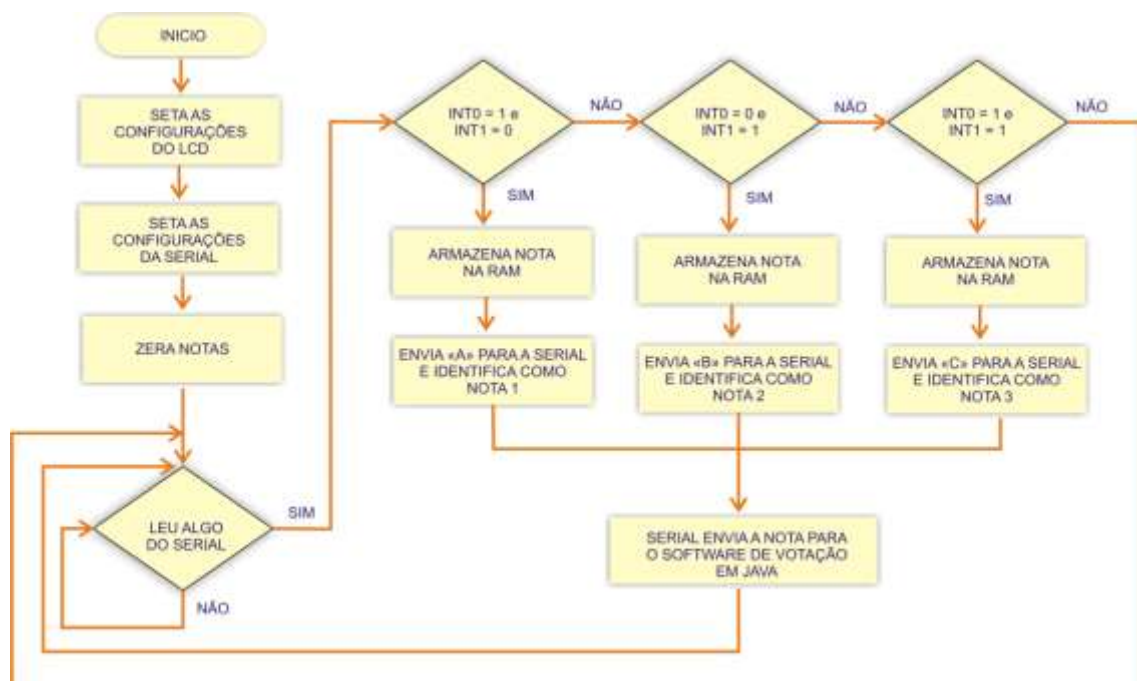 INICIO
SETA AS
CONFIGURAÇÕES
DO LCD
SETA AS
CONFIGURAÇÕES
DA SERIAL
ZERA NOTAS
LEU ALGO
DO SERIAL
SIM
NÃO
INT0 = 1 e
INT1 = 0
NÃO
SIM
ARMAZENA NOTA
NA RAM
ENVIA «A» PARA A SERIAL
E IDENTIFICA COMO
NOTA 1
INT0 = 0 e
INT1 = 1
NÃO
SIM
ARMAZENA NOTA
NA RAM
ENVIA «B» PARA A SERIAL
E IDENTIFICA COMO
NOTA 2
INT0 = 1 e
INT1 = 1
NÃO
SIM
ARMAZENA NOTA
NA RAM
ENVIA «C» PARA A SERIAL
E IDENTIFICA COMO
NOTA 3
SERIAL ENVIA A NOTA PARA
O SOFTWARE DE VOTAÇÃO
EM JAVA